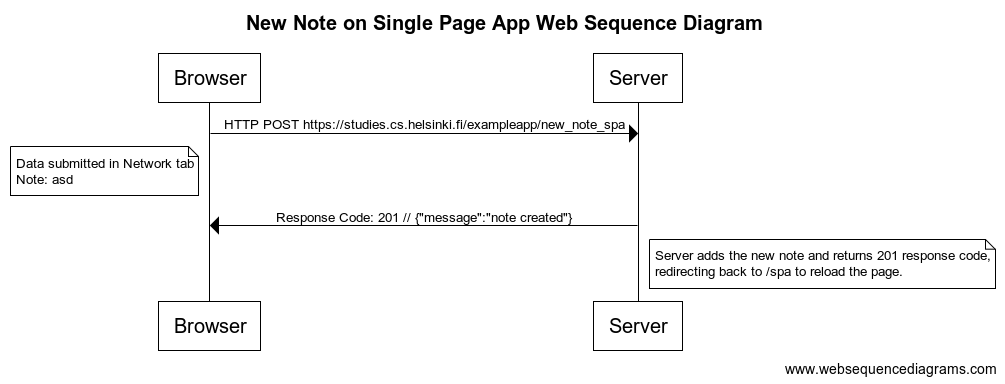 New Note on Single Page App Web Sequence Diagram
Browser
Server
HTTP POST https://studies.cs.helsinki.fi/exampleapp/new_note_spa
Data submitted in Network tab
Note: asd
Response Code: 201 // {"message":"note created"}
Server adds the new note and returns 201 response code,
redirecting back to /spa to reload the page.
Browser
Server
www.websequencediagrams.com